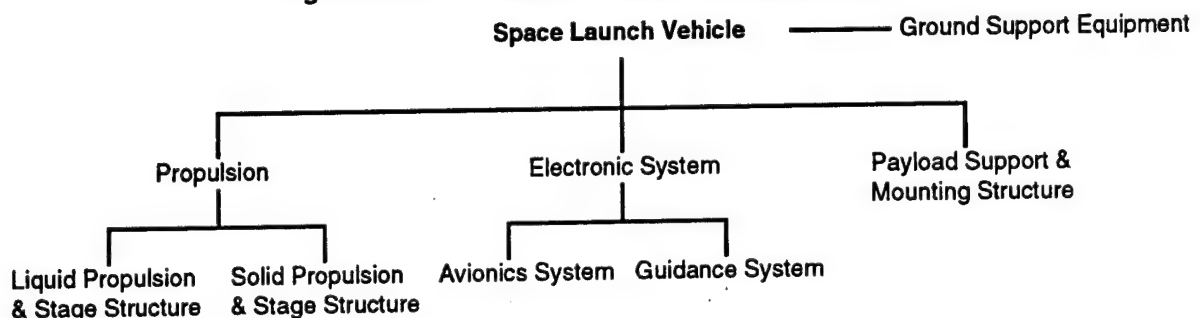 Space Launch Vehicle
Ground Support Equipment
Propulsion
Electronic System
Payload Support &
Mounting Structure
Liquid Propulsion
& Stage Structure
Solid Propulsion
& Stage Structure
Avionics System
Guidance System